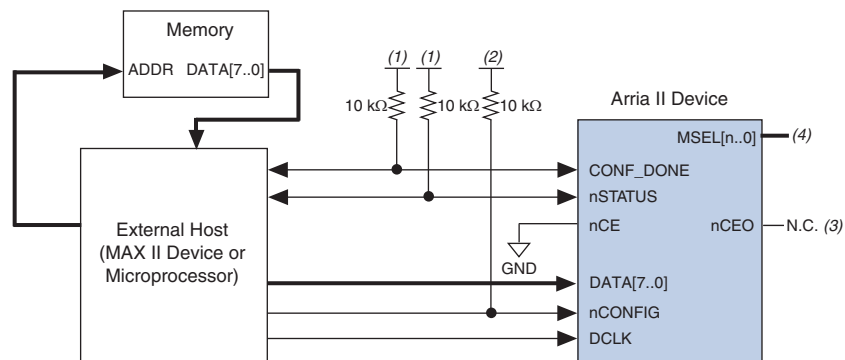 Memory
ADDR DATA[7..0]
(1) (1) (2)
10 kΩ 10 kΩ 10 kΩ
Arria II Device
MSEL[n..0] (4)
CONF_DONE
nSTATUS
nCE nCEO N.C. (3)
GND
External Host
(MAX II Device or
Microprocessor)
DATA[7..0]
nCONFIG
DCLK